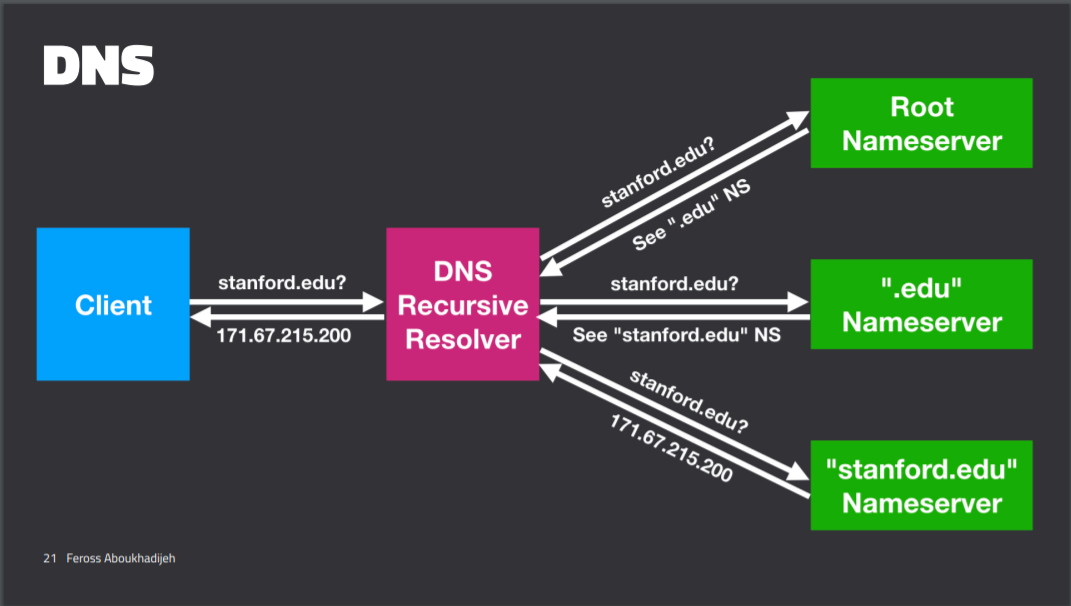 DNS
Root
Nameserver
stanford.edu?
See ".edu" NS
Client
stanford.edu?
171.67.215.200
DNS
Recursive
Resolver
stanford.edu?
See "stanford.edu" NS
".edu"
Nameserver
stanford.edu?
171.67.215.200
"stanford.edu"
Nameserver
21 Feross Aboukhadijeh